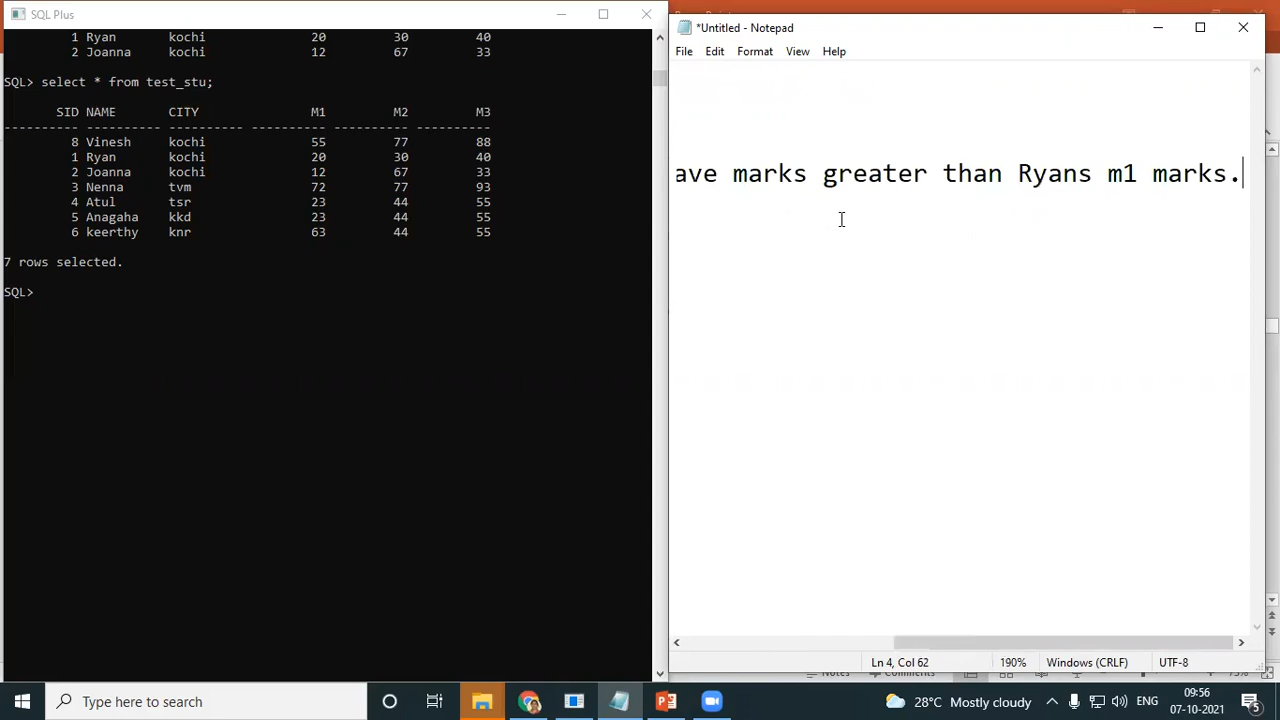 SQL Plus
1 Ryan kochi 20 30 40
2 Joanna kochi 12 67 33
SQL> select * from test_stu;
SID NAME CITY M1 M2 M3
---------- ---------- ---------- ---------- ---------- ----------
8 Vinesh kochi 55 77 88
1 Ryan kochi 20 30 40
2 Joanna kochi 12 67 33
3 Nenna tvm 72 77 93
4 Atul tsr 23 44 55
5 Anagaha kkd 23 44 55
6 keerthy knr 63 44 55
7 rows selected.
SQL>
*Untitled - Notepad
File Edit Format View Help
ave marks greater than Ryans m1 marks.
Ln 4, Col 62 190% Windows (CRLF) UTF-8
Notes Comments 75%
Type here to search
28°C Mostly cloudy ENG 09:56 07-10-2021 5